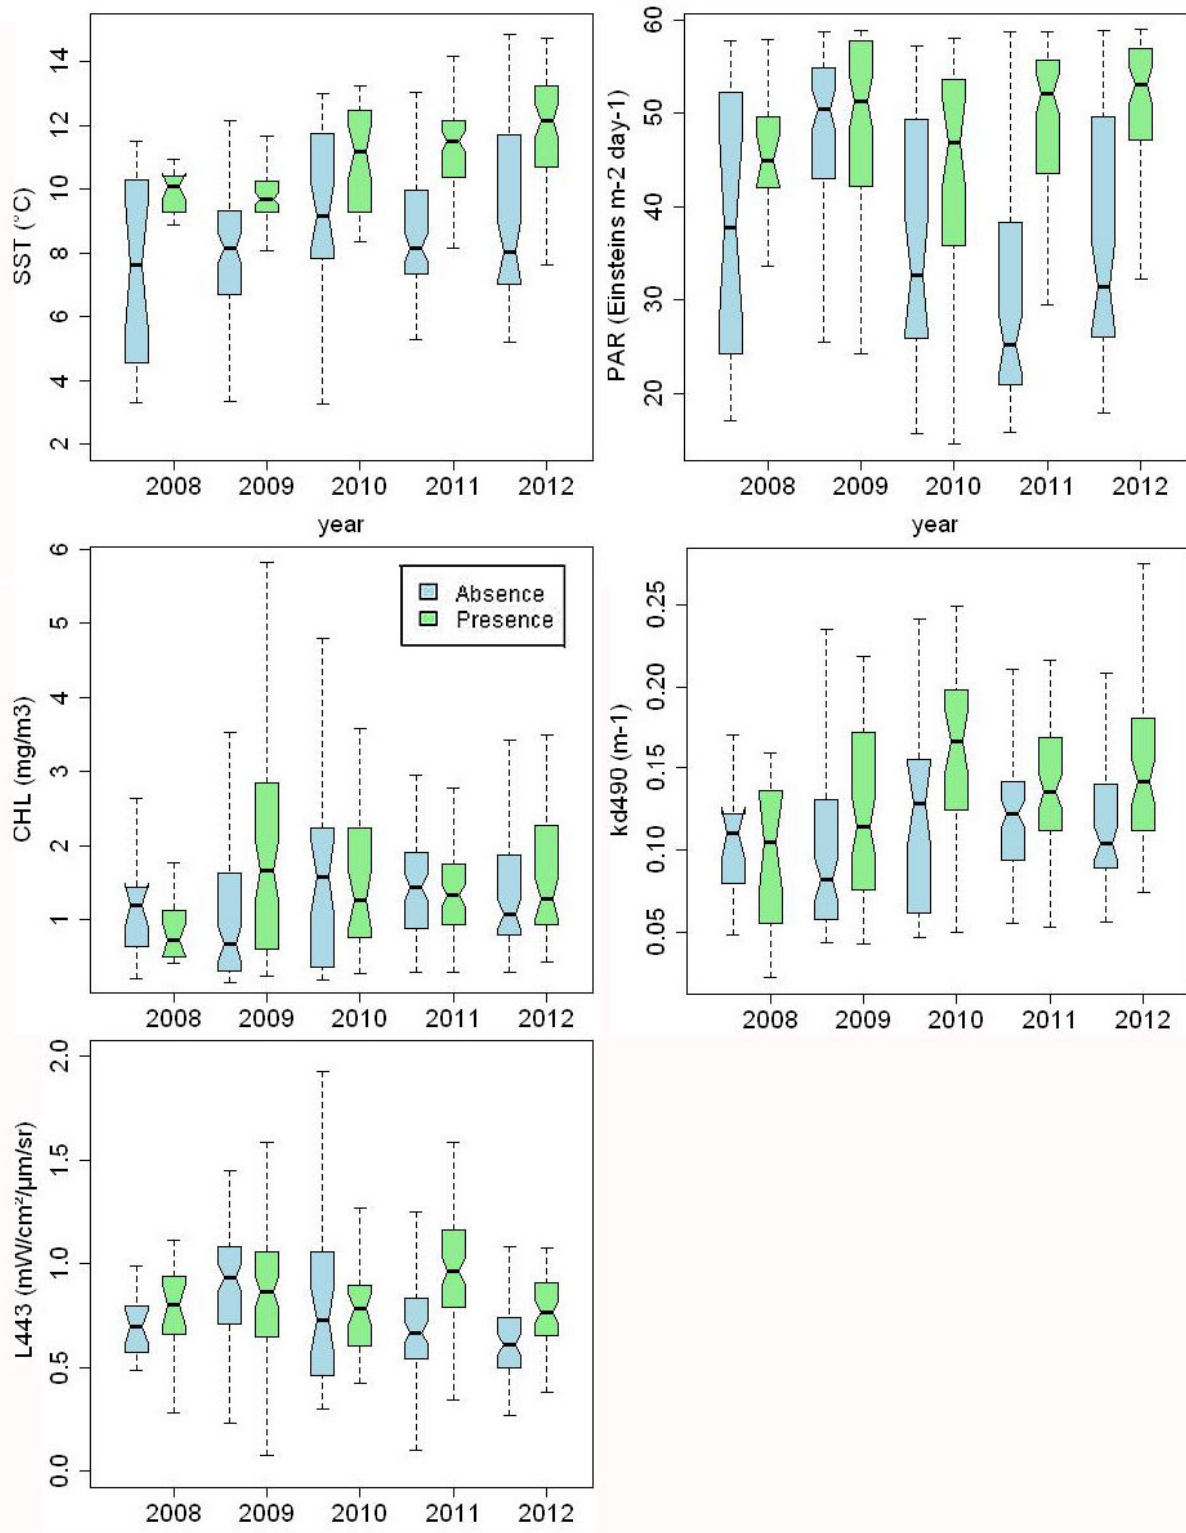 SST (°C)
14
12
10
8
6
4
2
2008 2009 2010 2011 2012
year
PAR (Einsteins m-2 day-1)
60
50
40
30
20
2008 2009 2010 2011 2012
year
CHL (mg/m3)
6
5
4
3
2
1
Absence
Presence
2008 2009 2010 2011 2012
kd490 (m-1)
0.25
0.20
0.15
0.10
0.05
2008 2009 2010 2011 2012
L443 (mW/cm²/µm/sr)
2.0
1.5
1.0
0.5
0.0
2008 2009 2010 2011 2012